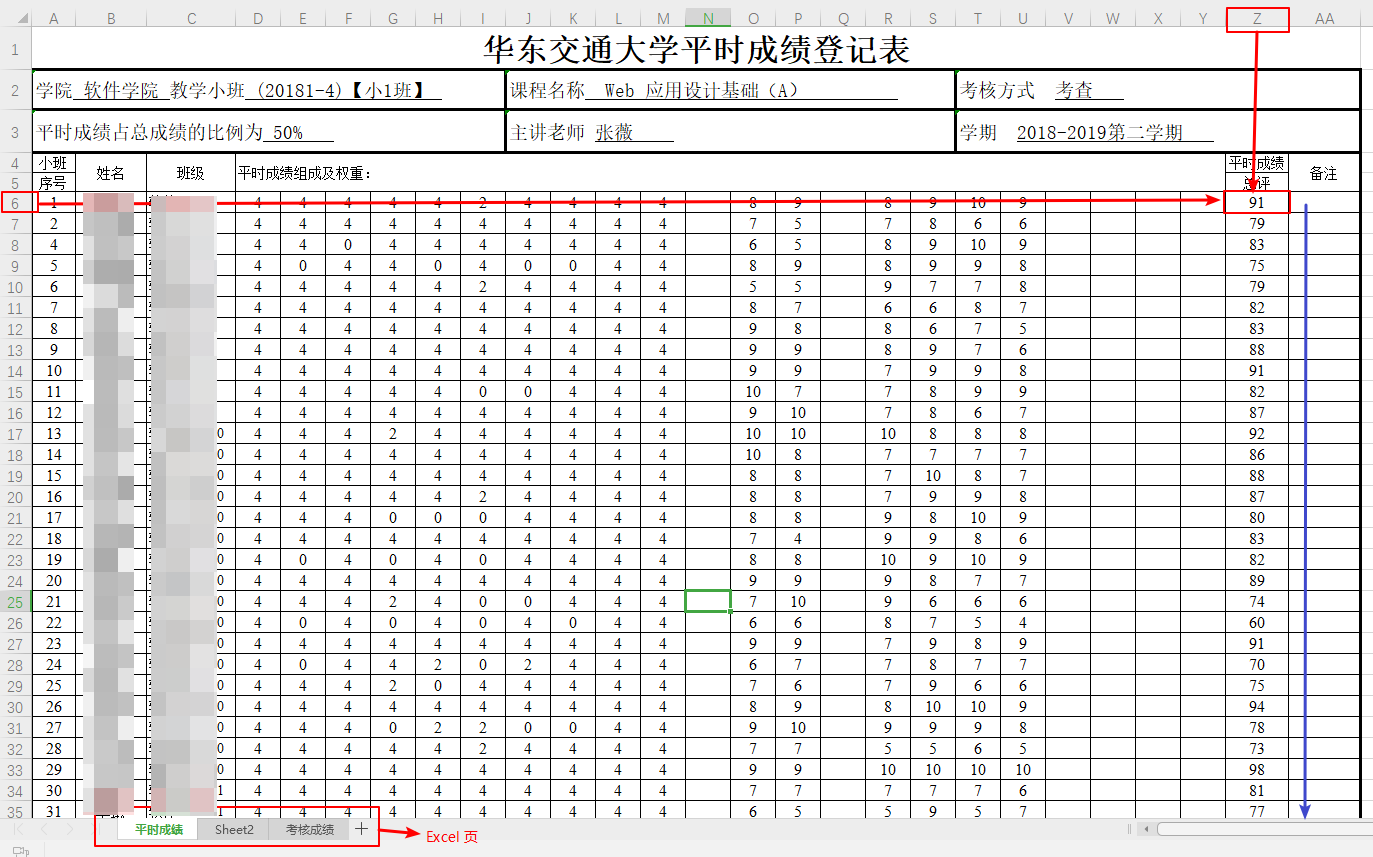 A B C D E F G H I J K L M N O P Q R S T U V W X Y Z AA
1 华东交通大学平时成绩登记表
2 学院 软件学院 教学小班 (20181-4)【小1班】 课程名称 Web 应用设计基础（A） 考核方式 考查
3 平时成绩占总成绩的比例为 50% 主讲老师 张薇 学期 2018-2019第二学期
4 小班 姓名 班级 平时成绩组成及权重： 平时成绩 备注
5 序号 总评
6 1 4 4 4 4 4 2 4 4 4 4 8 9 8 9 10 9 91
7 2 4 4 4 4 4 4 4 4 4 4 7 5 7 8 6 6 79
8 4 4 4 0 4 4 4 4 4 4 4 6 5 8 9 10 9 83
9 5 4 0 4 4 0 4 0 0 4 4 8 9 8 9 9 8 75
10 6 4 4 4 4 4 2 4 4 4 4 5 5 9 7 7 8 79
11 7 4 4 4 4 4 4 4 4 4 4 8 7 6 6 8 7 82
12 8 4 4 4 4 4 4 4 4 4 4 9 8 8 6 7 5 83
13 9 4 4 4 4 4 4 4 4 4 4 9 9 8 9 7 6 88
14 10 4 4 4 4 4 4 4 4 4 4 9 9 7 9 9 8 91
15 11 4 4 4 4 4 0 0 4 4 4 10 7 7 8 9 9 82
16 12 4 4 4 4 4 4 4 4 4 4 9 10 7 8 6 7 87
17 13 0 4 4 4 2 4 4 4 4 4 4 10 10 10 8 8 8 92
18 14 0 4 4 4 4 4 4 4 4 4 4 10 8 7 7 7 7 86
19 15 0 4 4 4 4 4 4 4 4 4 4 8 8 7 10 8 7 88
20 16 0 4 4 4 4 4 2 4 4 4 4 8 8 7 9 9 8 87
21 17 0 4 4 4 0 0 0 4 4 4 4 8 8 9 8 10 9 80
22 18 0 4 4 4 4 4 4 4 4 4 4 7 4 9 9 8 6 83
23 19 0 4 0 4 0 4 0 4 4 4 4 8 8 10 9 10 9 82
24 20 0 4 4 4 4 4 4 4 4 4 4 9 9 9 8 7 7 89
25 21 0 4 4 4 2 4 0 0 4 4 4 7 10 9 6 6 6 74
26 22 0 4 0 4 0 4 0 4 0 4 4 6 6 8 7 5 4 60
27 23 0 4 4 4 4 4 4 4 4 4 4 9 9 7 9 8 9 91
28 24 0 4 0 4 4 2 0 2 4 4 4 6 7 7 8 7 7 70
29 25 0 4 4 4 2 0 4 4 4 4 4 7 6 7 9 6 6 75
30 26 0 4 4 4 4 4 4 4 4 4 4 8 9 8 10 10 9 94
31 27 0 4 4 4 0 2 2 0 0 4 4 9 10 9 9 9 8 78
32 28 0 4 4 4 4 4 2 4 4 4 4 7 7 5 5 6 5 73
33 29 0 4 4 4 4 4 4 4 4 4 4 9 9 10 10 10 10 98
34 30 1 4 4 4 4 4 4 4 4 4 4 7 7 7 7 7 6 81
35 31 1 4 4 4 4 4 4 4 4 4 4 6 5 5 9 5 7 77
平时成绩 Sheet2 考核成绩 Excel 页